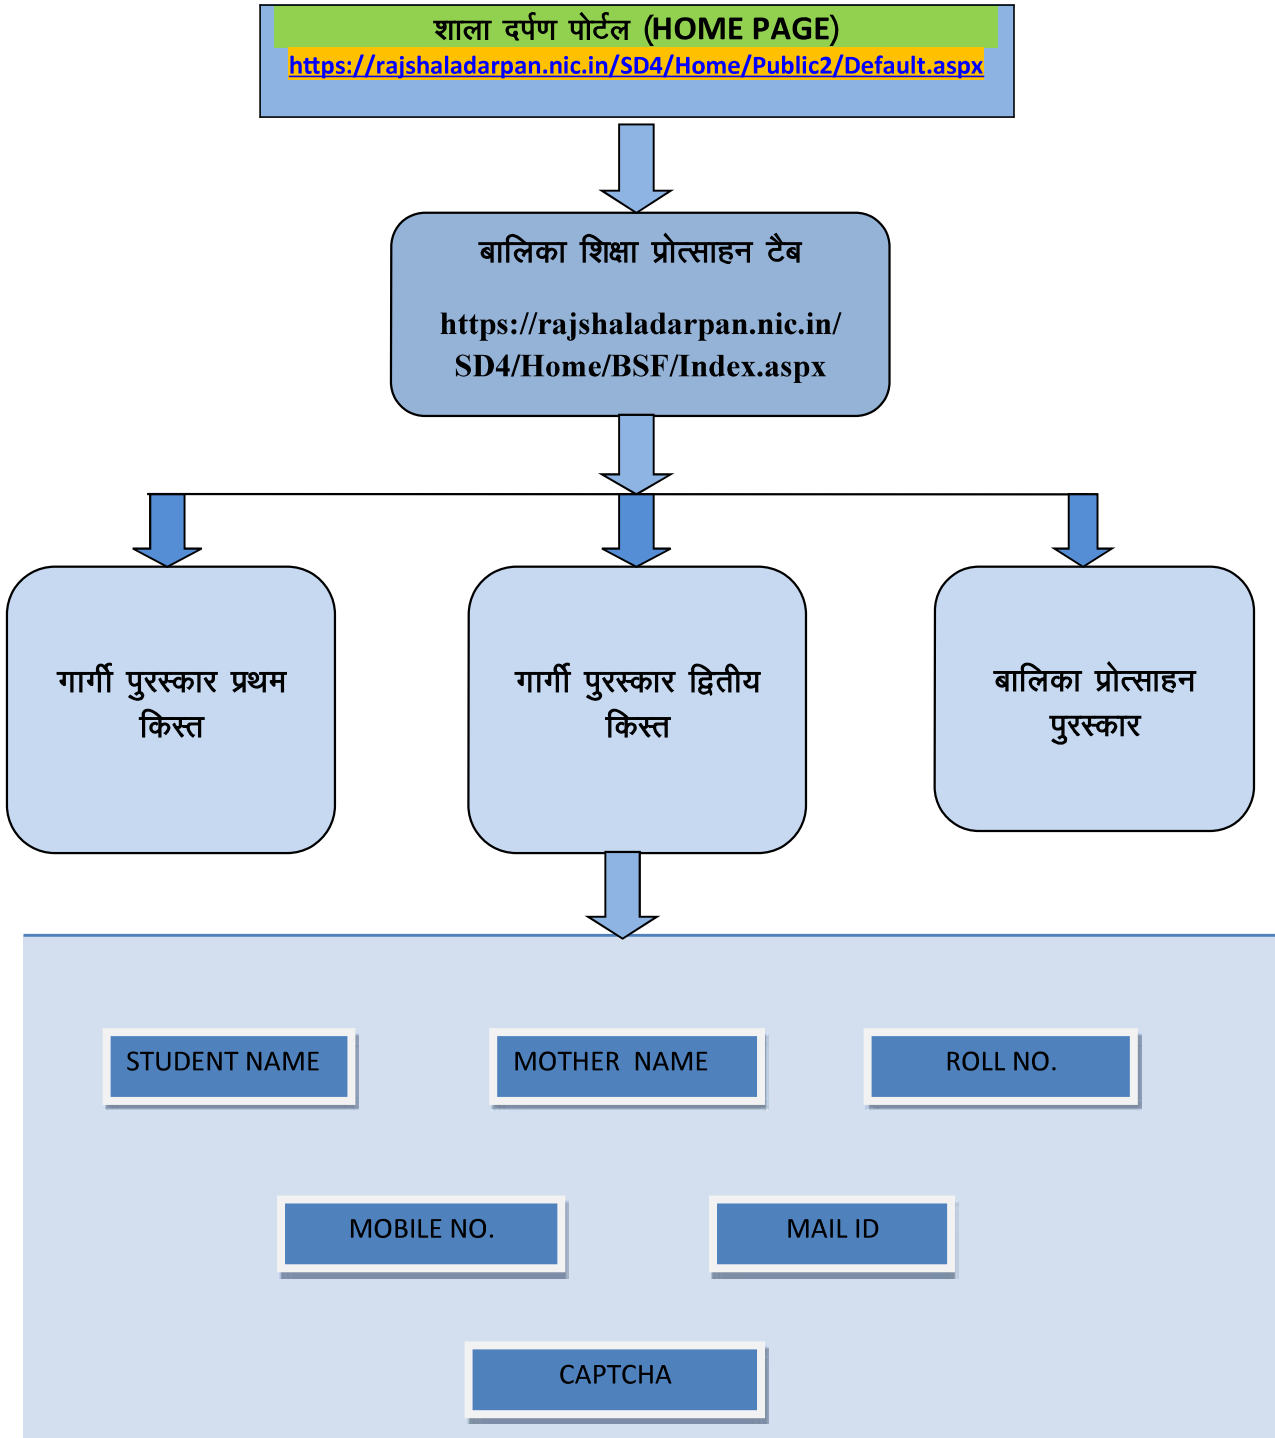 शाला दर्पण पोर्टल (HOME PAGE)
https://rajshaladarpan.nic.in/SD4/Home/Public2/Default.aspx
बालिका शिक्षा प्रोत्साहन टैब
https://rajshaladarpan.nic.in/
SD4/Home/BSF/Index.aspx
गार्गी पुरस्कार प्रथम
किस्त
गार्गी पुरस्कार द्वितीय
किस्त
बालिका प्रोत्साहन
पुरस्कार
STUDENT NAME
MOTHER NAME
ROLL NO.
MOBILE NO.
MAIL ID
CAPTCHA